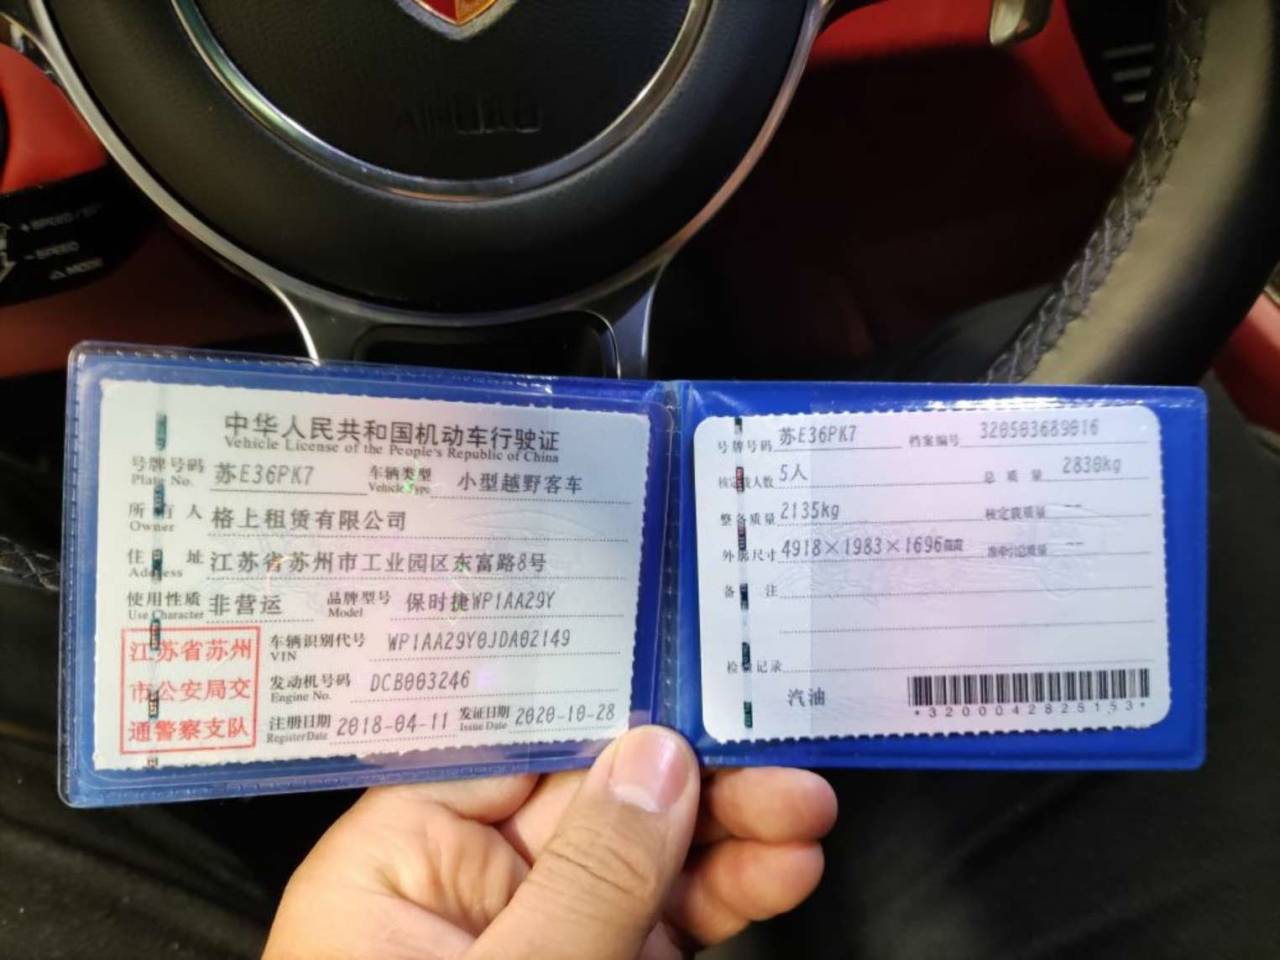 + SPEED / SET
- SPEED
MODE
AIRBAG
中华人民共和国机动车行驶证
Vehicle License of the People's Republic of China
号牌号码 苏E36PK7 车辆类型 小型越野客车
Plate No. Vehicle Type
所有人 格上租赁有限公司
Owner
住址 江苏省苏州市工业园区东富路8号
Address
使用性质 非营运 品牌型号 保时捷WP1AA29Y
Use Character Model
江苏省苏州
市公安局交
通警察支队
车辆识别代号 WP1AA29Y0JDA02149
VIN
发动机号码 DCB003246
Engine No.
注册日期 2018-04-11 发证日期 2020-10-28
Register Date Issue Date
号牌号码 苏E36PK7 档案编号 320503689016
核定载人数 5人 总质量 2830kg
整备质量 2135kg 核定载质量 --
外廓尺寸 4918×1983×1696mm 准牵引总质量 --
备注
检验记录
汽油
*3200042825153*